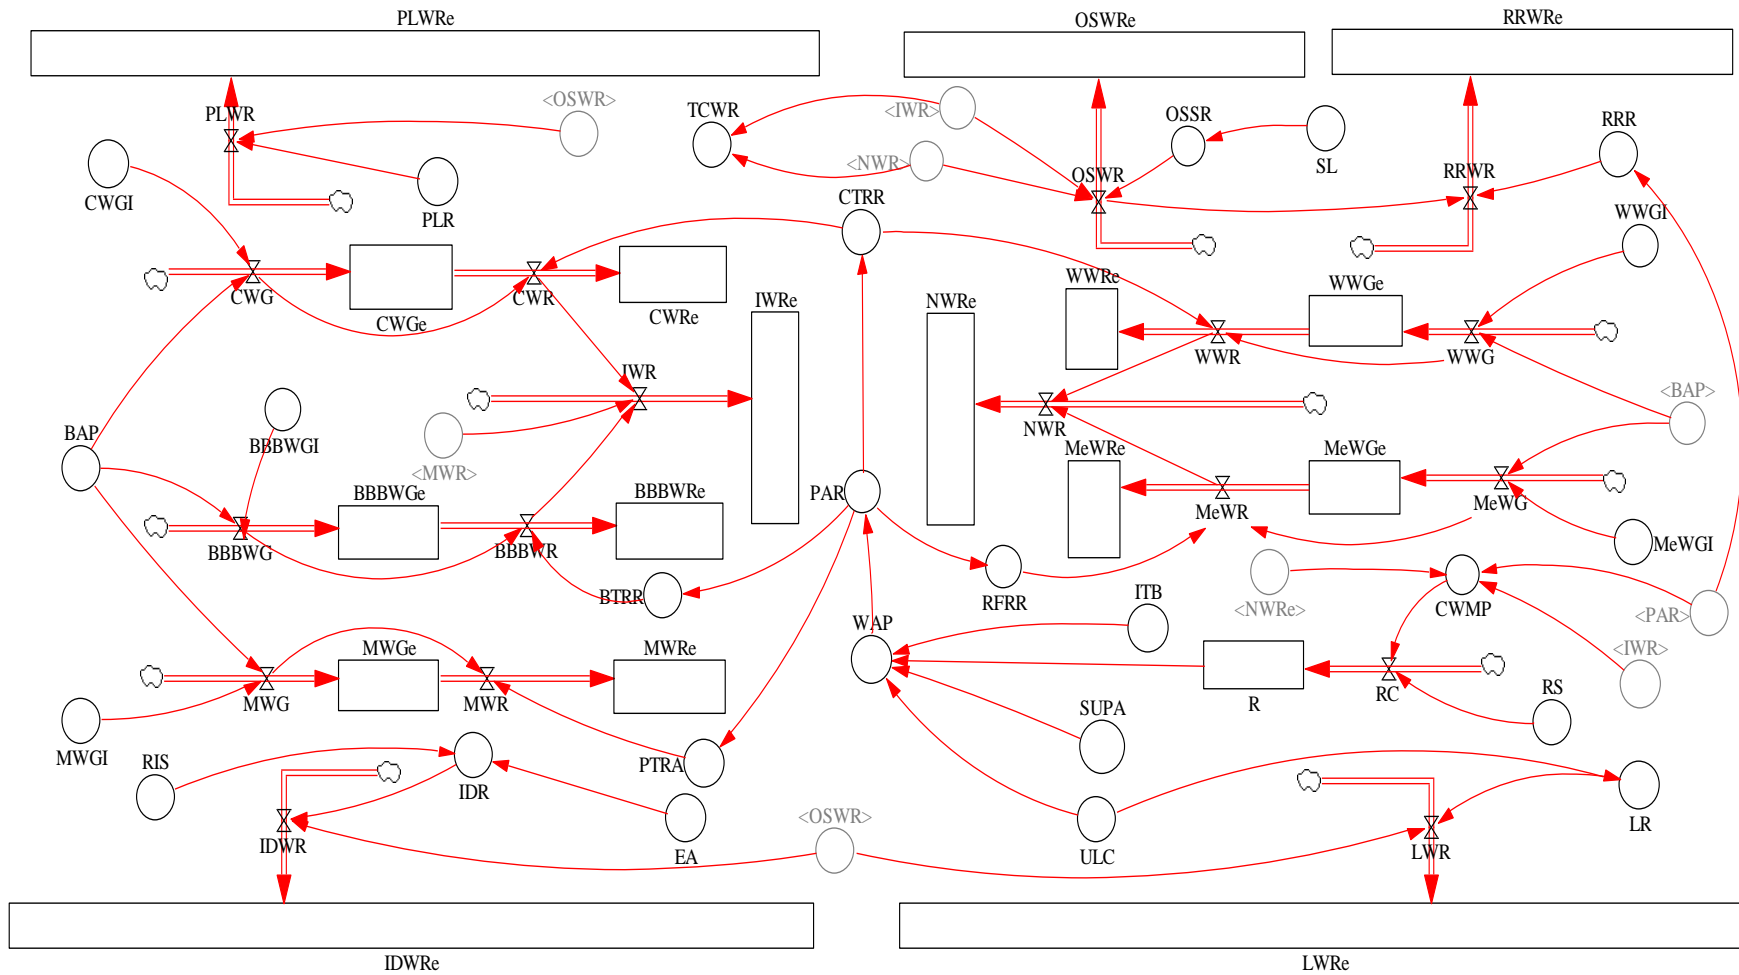 PLWRe
OSWRe
RRWRe
<OSWR>
PLWR
TCWR
<IWR>
OSSR
RRR
CWGI
PLR
<NWR>
SL
OSWR
RRWR
CTRR
WWGI
CWG
CWGe
CWR
CWRe
IWRe
NWRe
WWRe
WWGe
WWR
WWG
IWR
<BAP>
NWR
BAP
BBBWGI
<MWR>
MeWRe
MeWGe
BBBWGe
BBBWRe
PAR
MeWG
MeWR
BBBWG
BBBWR
MeWGI
BTRR
RFRR
ITB
<NWRe>
CWMP
<PAR>
WAP
MWGe
MWRe
<IWR>
MWG
MWR
R
RC
RS
SUPA
MWGI
RIS
IDR
PTRA
<OSWR>
LR
IDWR
EA
ULC
LWR
IDWRe
LWRe